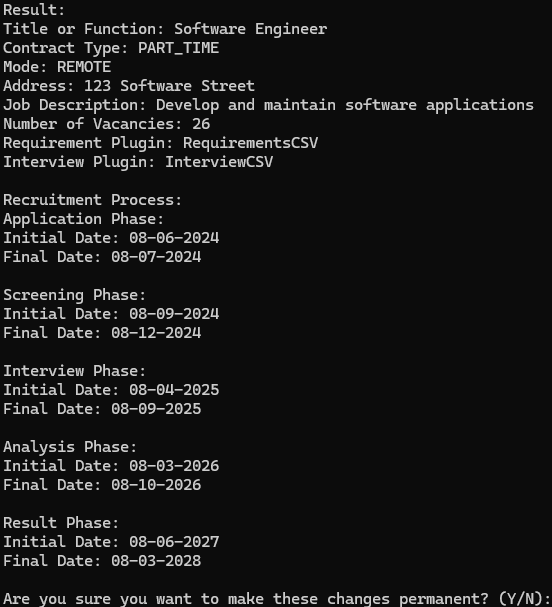 Result:
Title or Function: Software Engineer
Contract Type: PART_TIME
Mode: REMOTE
Address: 123 Software Street
Job Description: Develop and maintain software applications
Number of Vacancies: 26
Requirement Plugin: RequirementsCSV
Interview Plugin: InterviewCSV
Recruitment Process:
Application Phase:
Initial Date: 08-06-2024
Final Date: 08-07-2024
Screening Phase:
Initial Date: 08-09-2024
Final Date: 08-12-2024
Interview Phase:
Initial Date: 08-04-2025
Final Date: 08-09-2025
Analysis Phase:
Initial Date: 08-03-2026
Final Date: 08-10-2026
Result Phase:
Initial Date: 08-06-2027
Final Date: 08-03-2028
Are you sure you want to make these changes permanent? (Y/N):